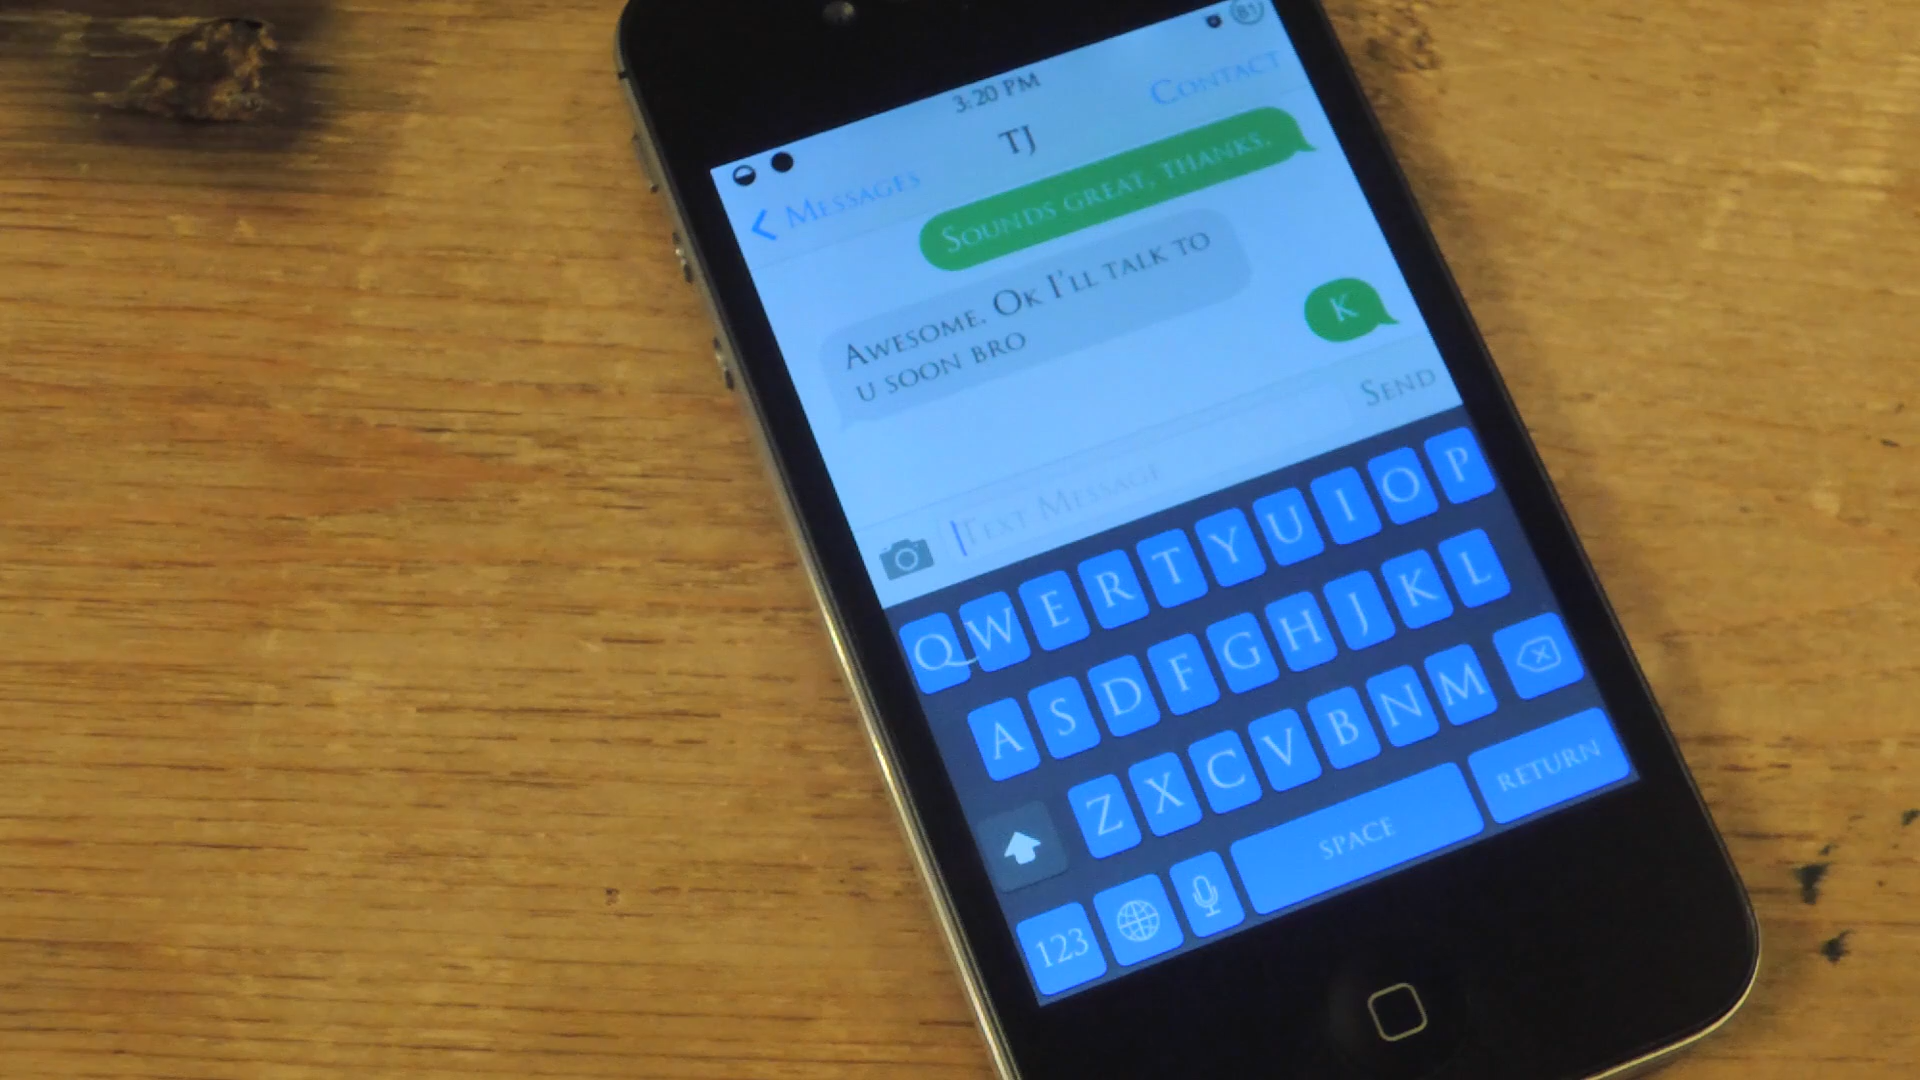 81
3:20 PM
Messages
TJ
Contact
Sounds great, thanks.
Awesome. Ok I'll talk to
u soon bro
K
Text Message
Send
Q W E R T Y U I O P
A S D F G H J K L
Z X C V B N M
123
space
return